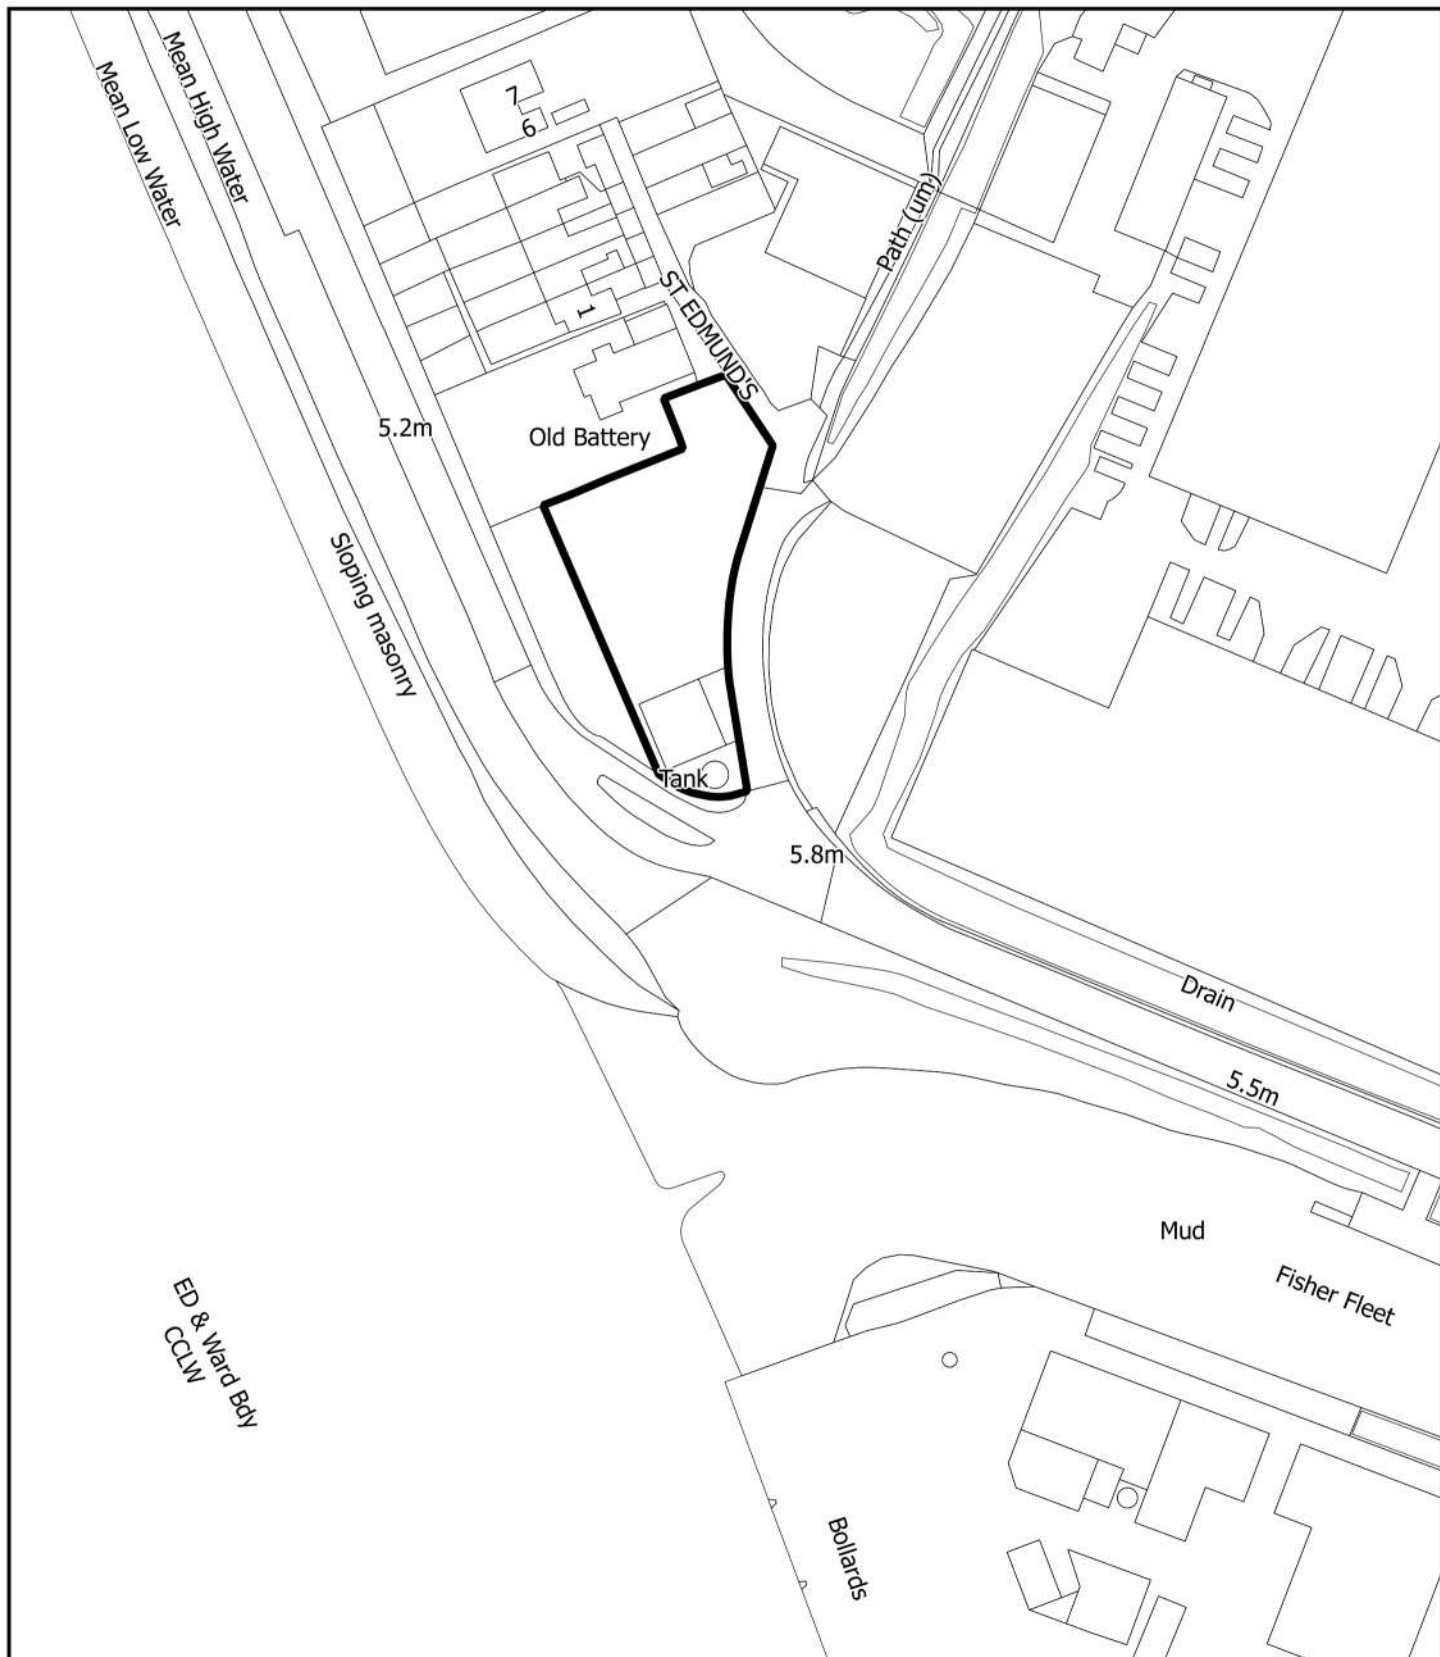 Mean High Water
Mean Low Water
7
6
Path (um)
ST EDMUND'S
1
5.2m
Old Battery
Sloping masonry
Tank
5.8m
Drain
5.5m
Mud
Fisher Fleet
ED & Ward Bdy
CCLW
Bollards